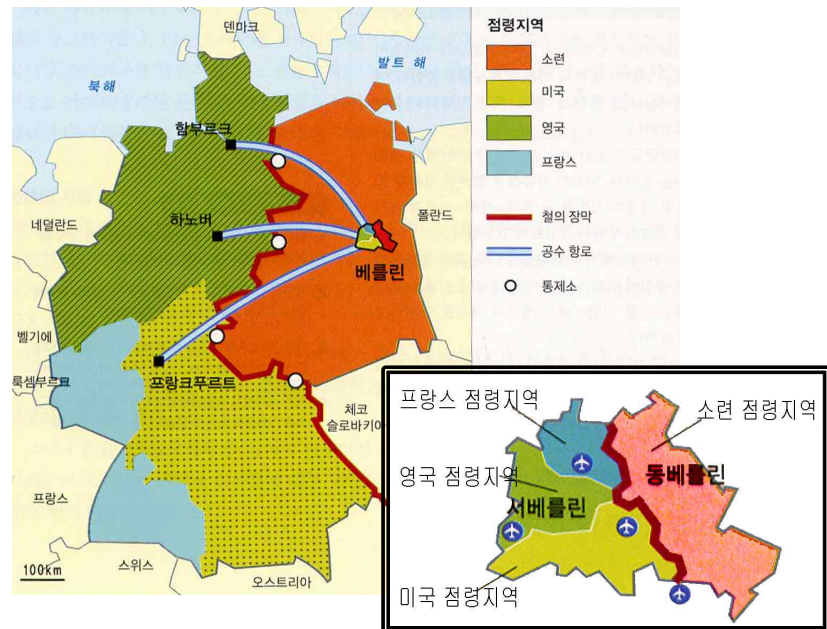 덴마크
발트 해
북해
함부르크
하노버
네덜란드
폴란드
베를린
벨기에
룩셈부르크
프랑크푸르트
체코
슬로바키아
프랑스
스위스
오스트리아
100km
점령지역
소련
미국
영국
프랑스
철의 장막
공수 항로
통제소
프랑스 점령지역
소련 점령지역
영국 점령지역
동베를린
서베를린
미국 점령지역